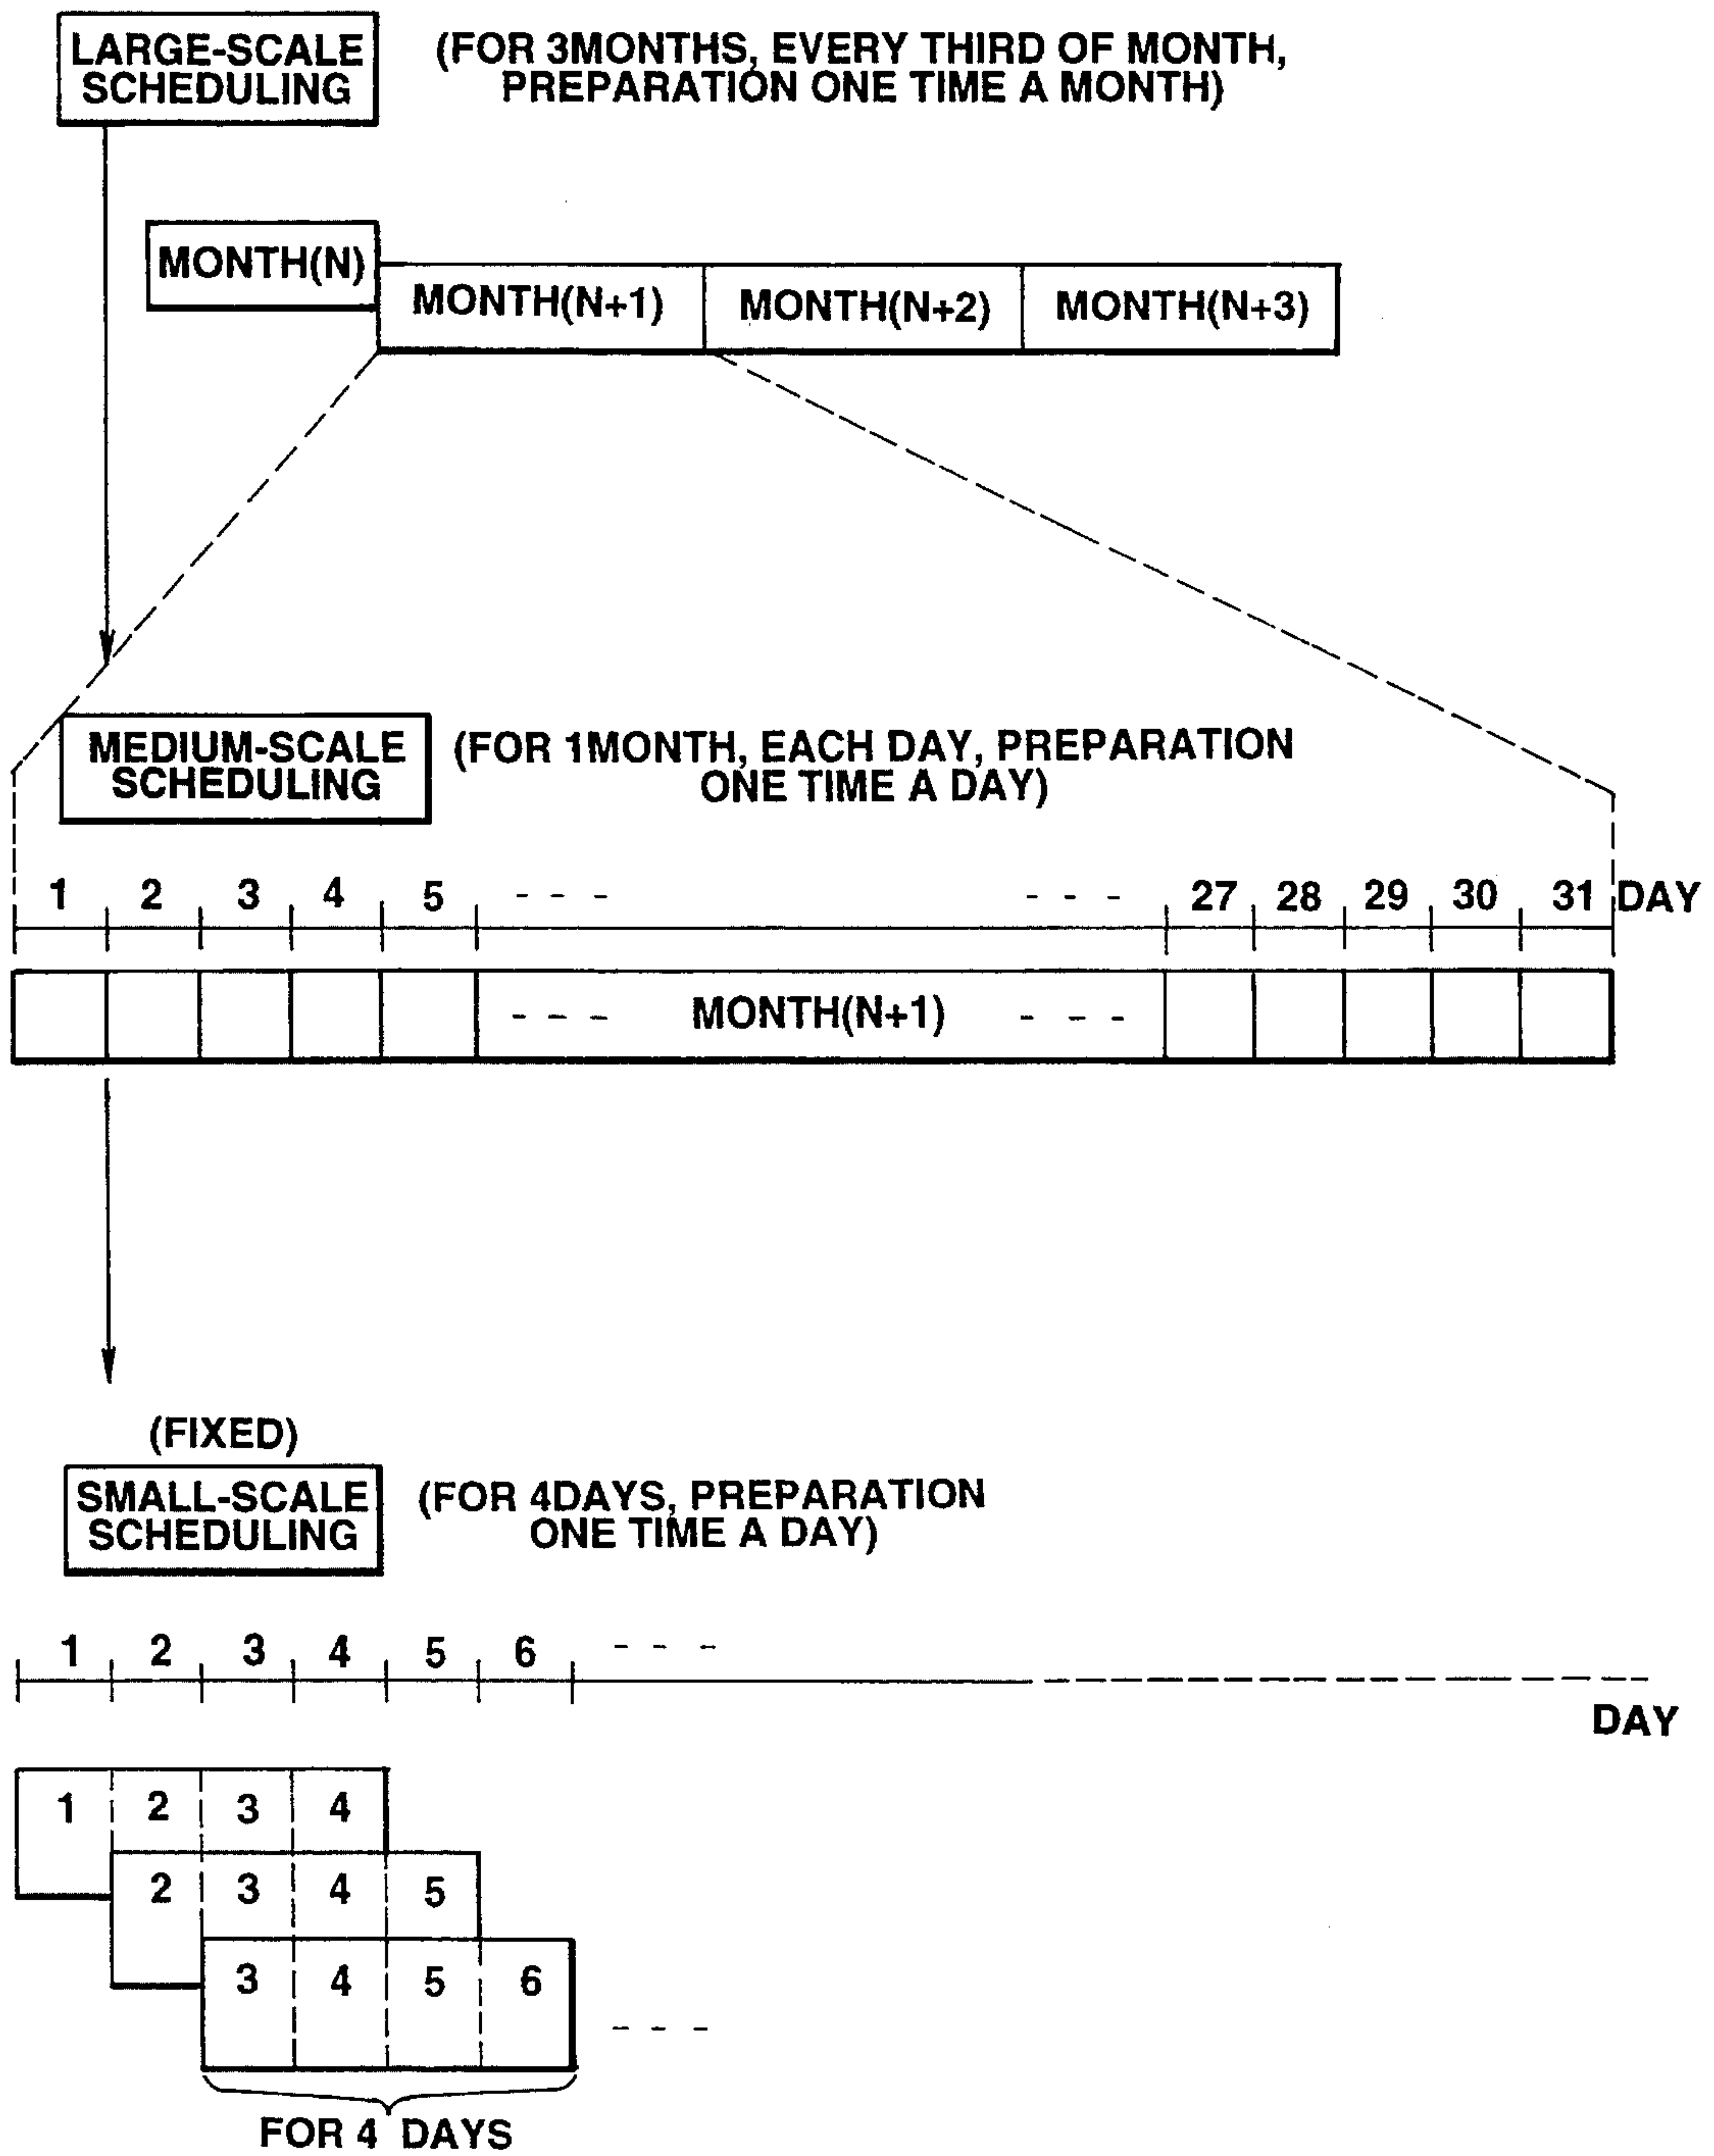 LARGE-SCALE
SCHEDULING
(FOR 3MONTHS, EVERY THIRD OF MONTH,
PREPARATION ONE TIME A MONTH)
MONTH(N)
MONTH(N+1) MONTH(N+2) MONTH(N+3)
MEDIUM-SCALE
SCHEDULING
(FOR 1MONTH, EACH DAY, PREPARATION
ONE TIME A DAY)
1 2 3 4 5 - - - - - - 27 28 29 30 31 DAY
- - - MONTH(N+1) - - -
(FIXED)
SMALL-SCALE
SCHEDULING
(FOR 4DAYS, PREPARATION
ONE TIME A DAY)
1 2 3 4 5 6 - - -
DAY
1 2 3 4
2 3 4 5
3 4 5 6
- - -
FOR 4 DAYS